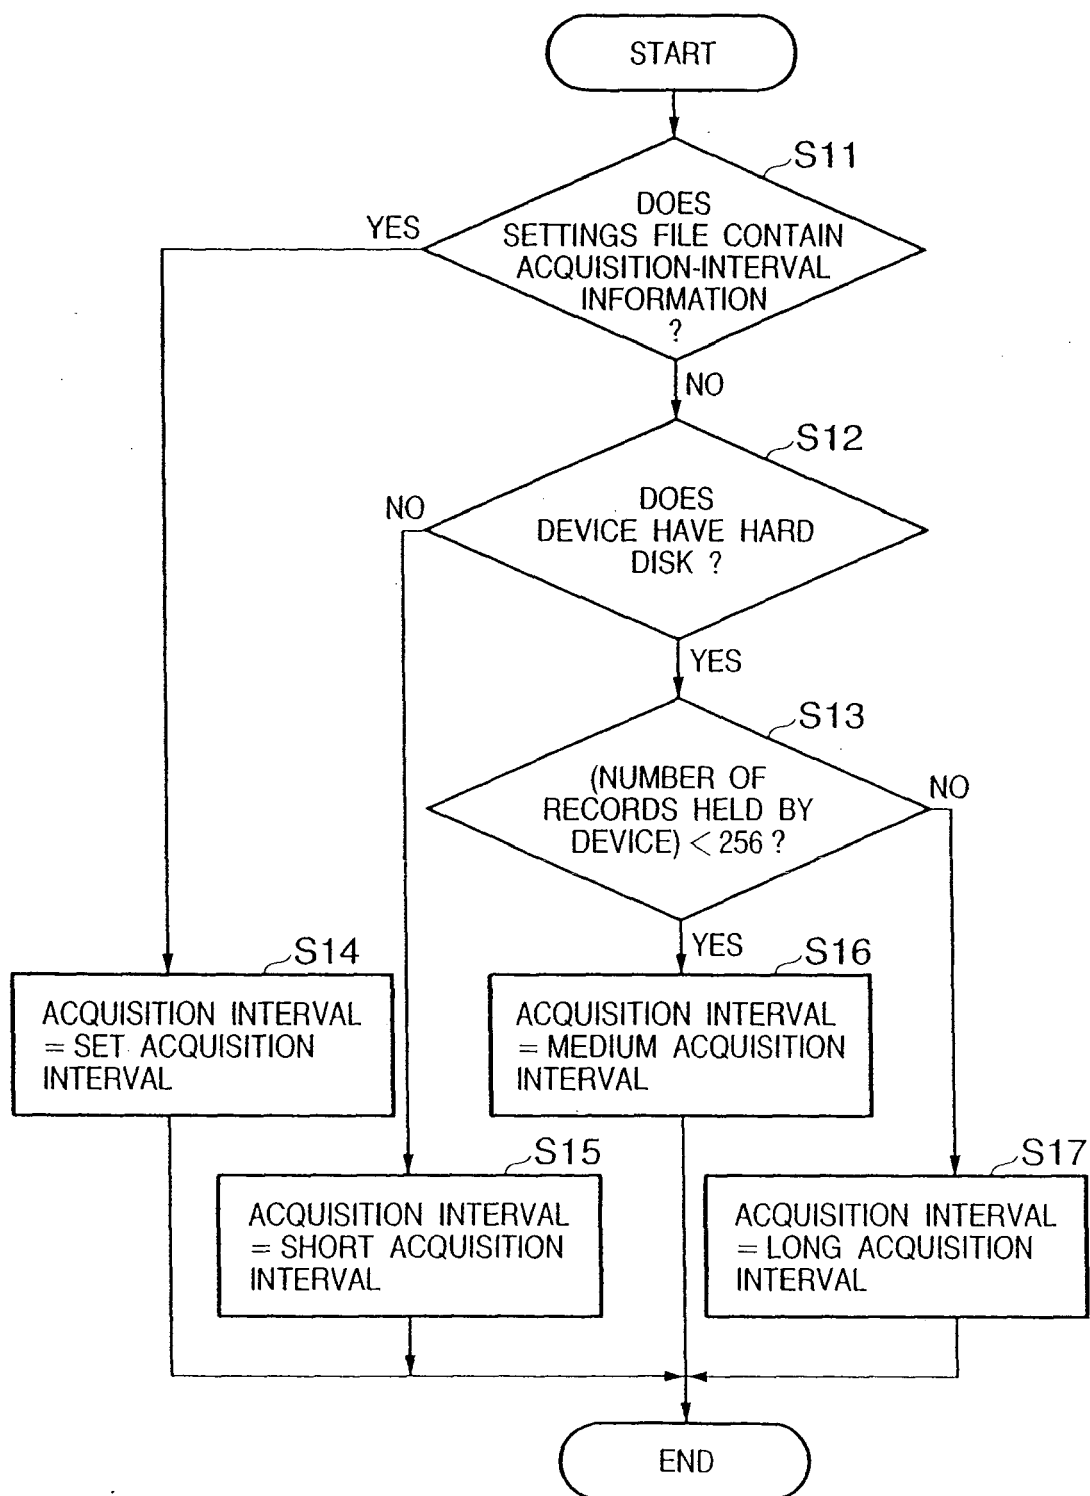 START
S11
DOES
SETTINGS FILE CONTAIN
ACQUISITION-INTERVAL
INFORMATION
?
YES
NO
S12
DOES
DEVICE HAVE HARD
DISK ?
NO
YES
S13
(NUMBER OF
RECORDS HELD BY
DEVICE) < 256 ?
NO
YES
S14
ACQUISITION INTERVAL
= SET ACQUISITION
INTERVAL
S16
ACQUISITION INTERVAL
= MEDIUM ACQUISITION
INTERVAL
S15
ACQUISITION INTERVAL
= SHORT ACQUISITION
INTERVAL
S17
ACQUISITION INTERVAL
= LONG ACQUISITION
INTERVAL
END